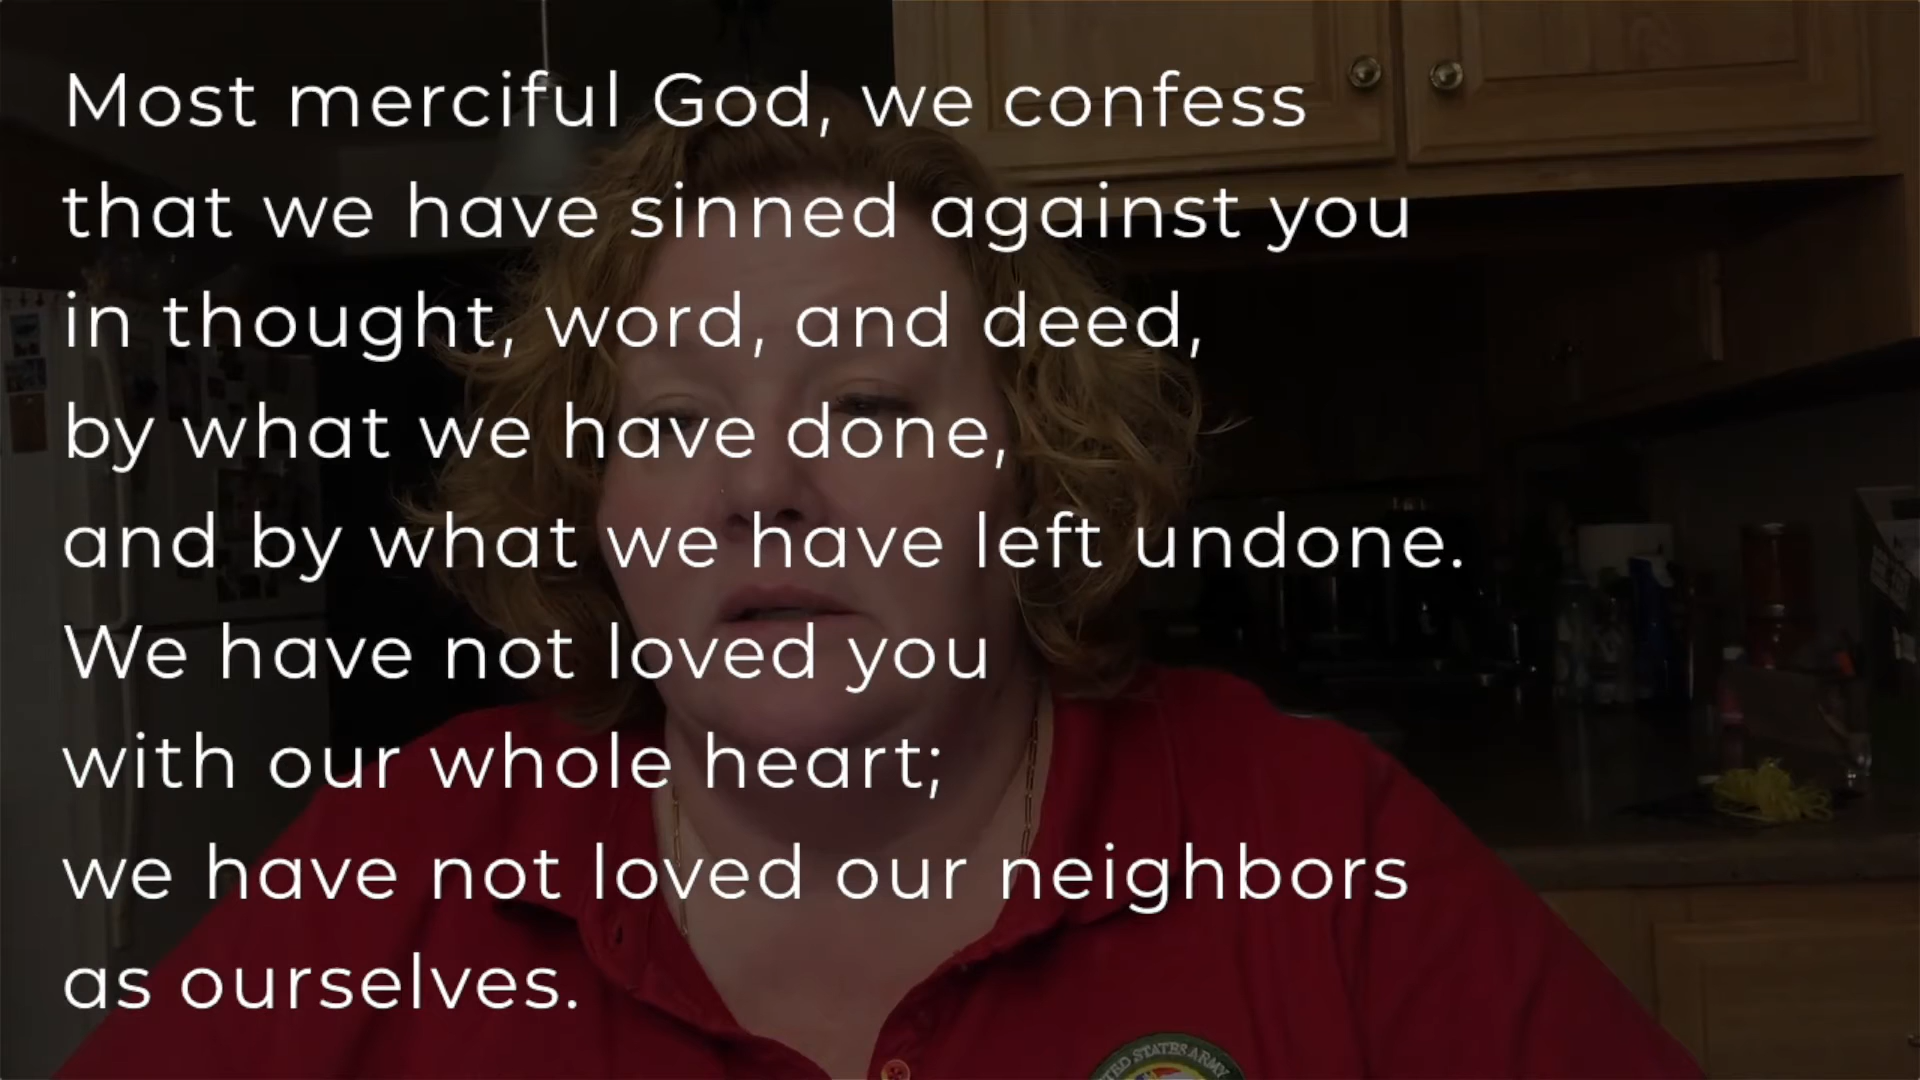 Most merciful God, we confess
that we have sinned against you
in thought, word, and deed,
by what we have done,
and by what we have left undone.
We have not loved you
with our whole heart;
we have not loved our neighbors
as ourselves.
STATES ARMY